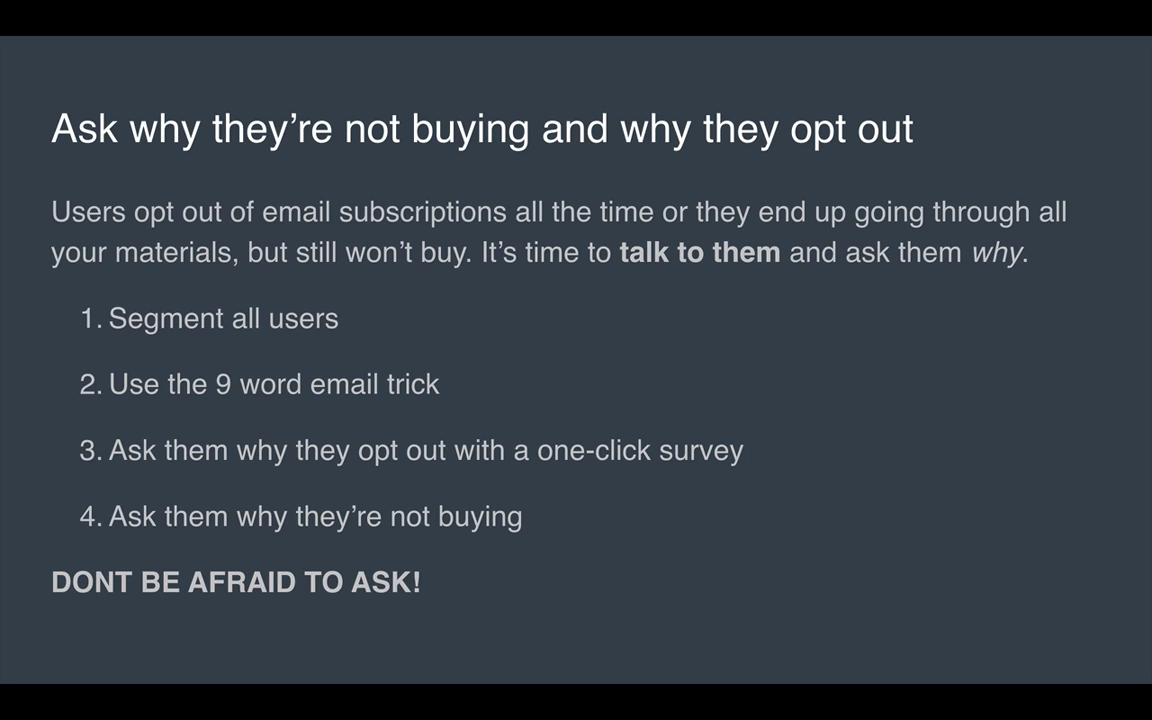 Ask why they’re not buying and why they opt out
Users opt out of email subscriptions all the time or they end up going through all
your materials, but still won’t buy. It’s time to talk to them and ask them why.
1. Segment all users
2. Use the 9 word email trick
3. Ask them why they opt out with a one-click survey
4. Ask them why they’re not buying
DONT BE AFRAID TO ASK!